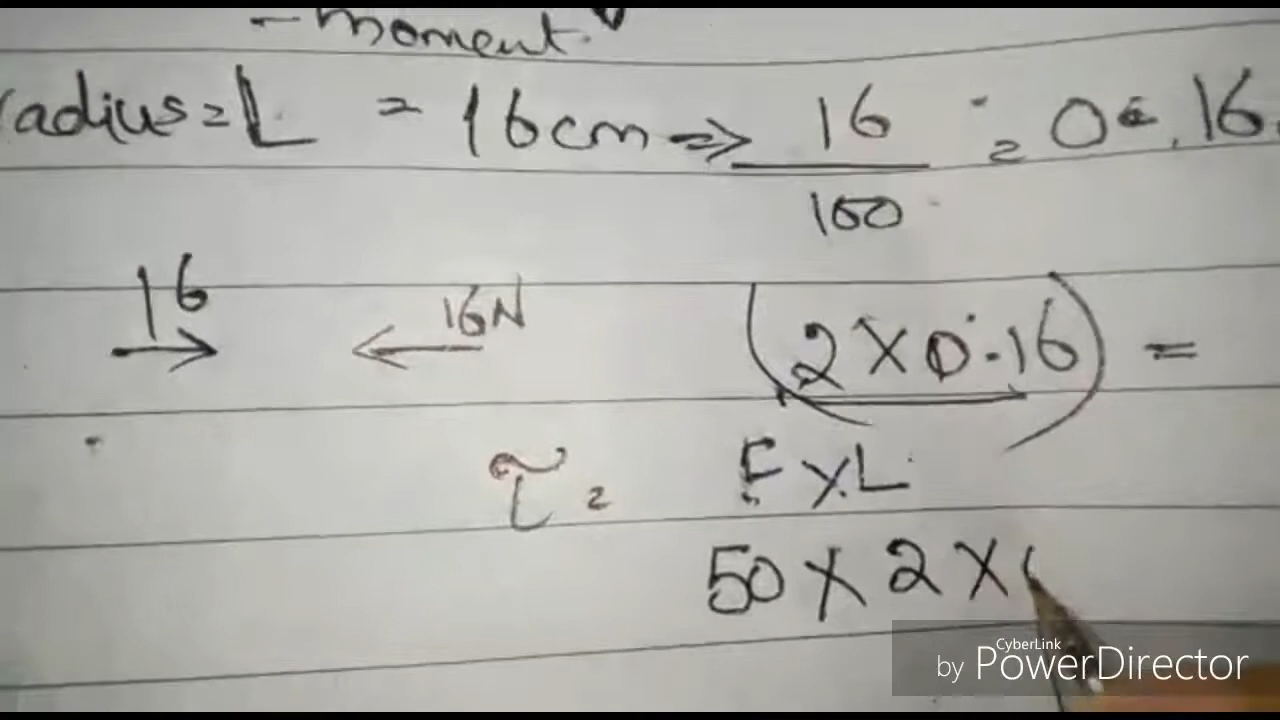 - moment.
radius = L = 16cm => 16/100 = 0.16
16 16N (2 X 0.16) =
τ = F X L
50 X 2 X
CyberLink
by PowerDirector